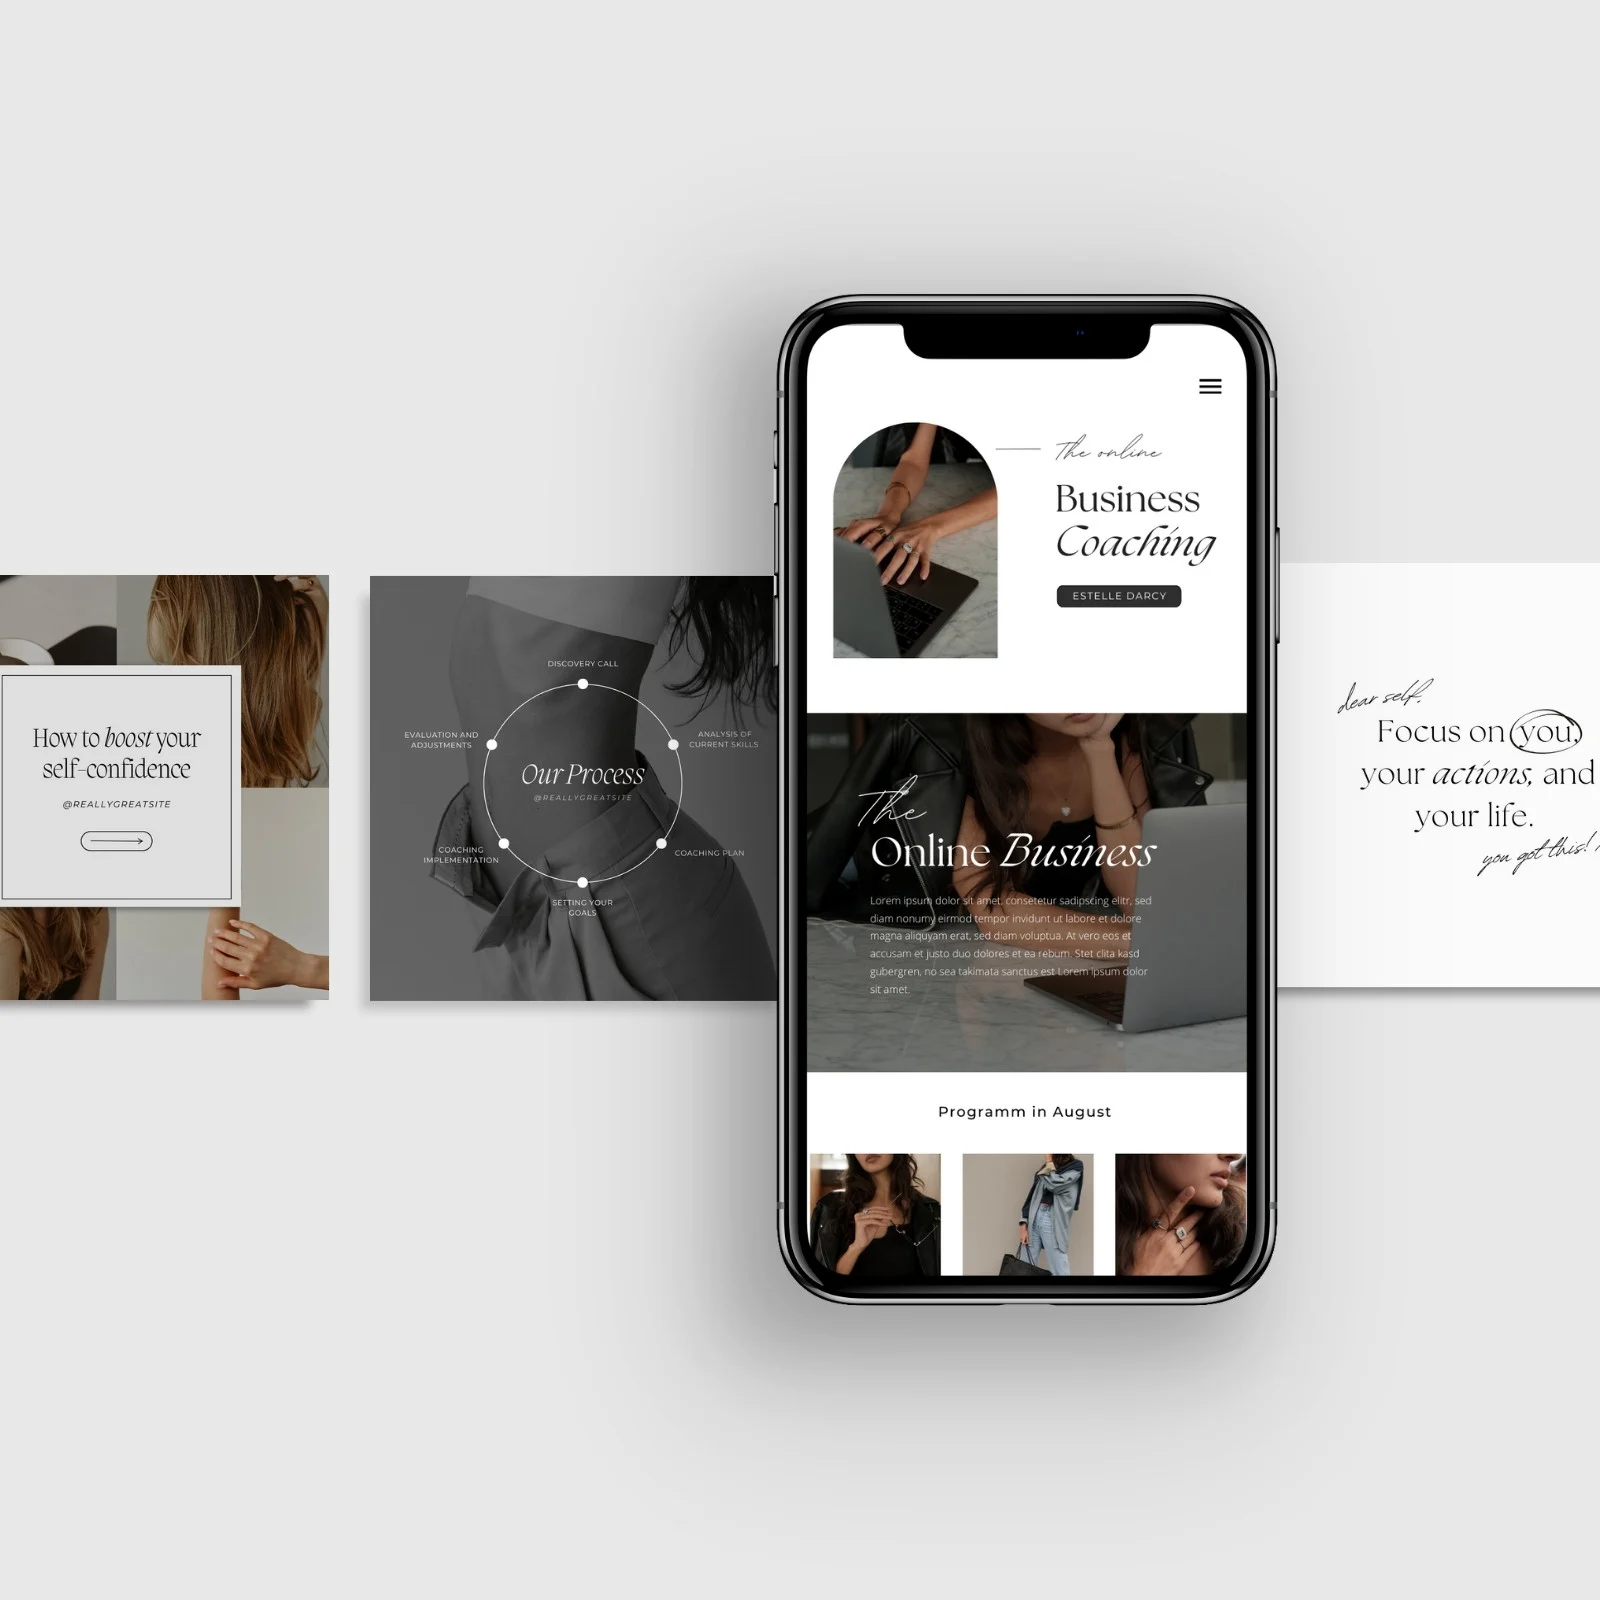 How to boost your
self-confidence
@REALLYGREATSITE
DISCOVERY CALL
EVALUATION AND
ADJUSTMENTS
ANALYSIS OF
CURRENT SKILLS
Our Process
@REALLYGREATSITE
COACHING
IMPLEMENTATION
COACHING PLAN
SETTING YOUR
GOALS
The online
Business
Coaching
ESTELLE DARCY
The
Online Business
Lorem ipsum dolor sit amet, consetetur sadipscing elitr, sed
diam nonumy eirmod tempor invidunt ut labore et dolore
magna aliquyam erat, sed diam voluptua. At vero eos et
accusam et justo duo dolores et ea rebum. Stet clita kasd
gubergren, no sea takimata sanctus est Lorem ipsum dolor
sit amet.
Programm in August
dear self,
Focus on you,
your actions, and
your life.
you got this!